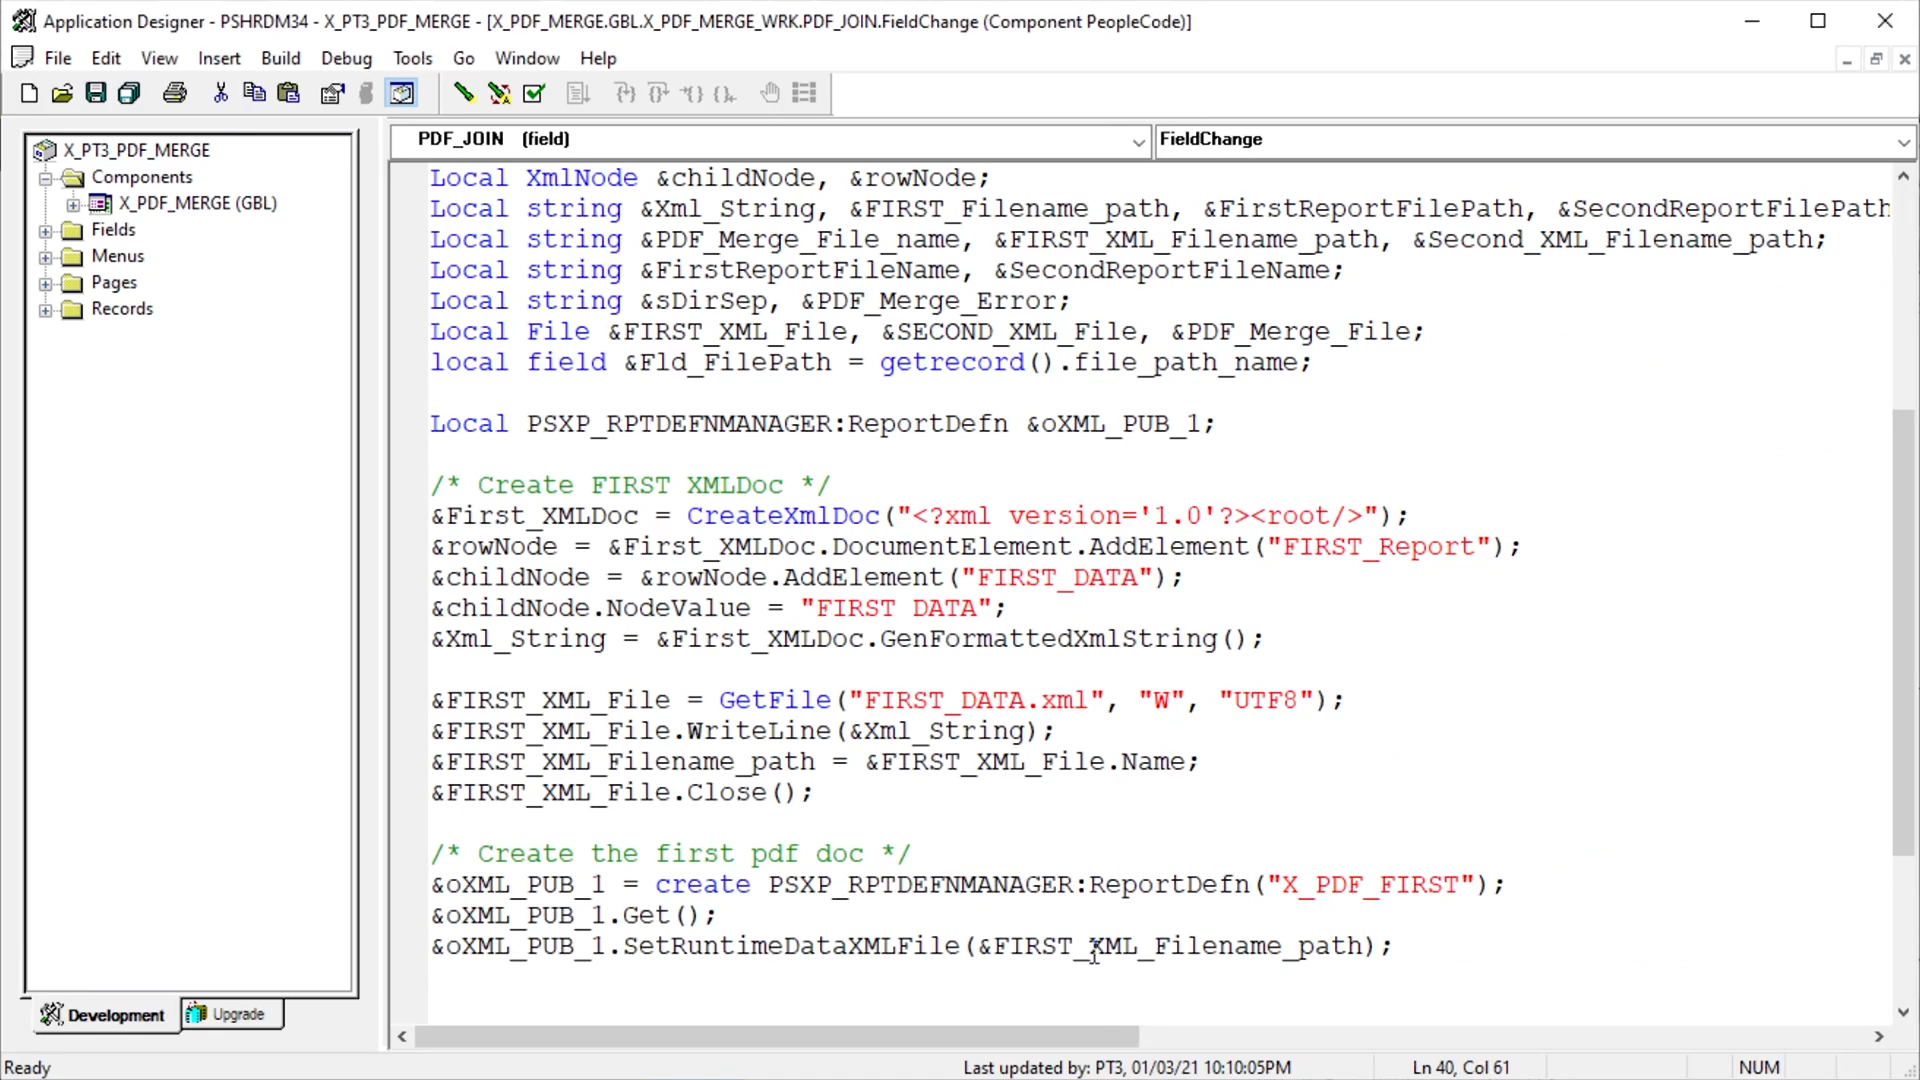 Application Designer - PSHRDM34 - X_PT3_PDF_MERGE - [X_PDF_MERGE.GBL.X_PDF_MERGE_WRK.PDF_JOIN.FieldChange (Component PeopleCode)]
File Edit View Insert Build Debug Tools Go Window Help
PDF_JOIN (field) FieldChange
X_PT3_PDF_MERGE
Components
X_PDF_MERGE (GBL)
Fields
Menus
Pages
Records
Development Upgrade
Local XmlNode &childNode, &rowNode;
Local string &Xml_String, &FIRST_Filename_path, &FirstReportFilePath, &SecondReportFilePath
Local string &PDF_Merge_File_name, &FIRST_XML_Filename_path, &Second_XML_Filename_path;
Local string &FirstReportFileName, &SecondReportFileName;
Local string &sDirSep, &PDF_Merge_Error;
Local File &FIRST_XML_File, &SECOND_XML_File, &PDF_Merge_File;
local field &Fld_FilePath = getrecord().file_path_name;
Local PSXP_RPTDEFNMANAGER:ReportDefn &oXML_PUB_1;
/* Create FIRST XMLDoc */
&First_XMLDoc = CreateXmlDoc("<?xml version='1.0'?><root/>");
&rowNode = &First_XMLDoc.DocumentElement.AddElement("FIRST_Report");
&childNode = &rowNode.AddElement("FIRST_DATA");
&childNode.NodeValue = "FIRST DATA";
&Xml_String = &First_XMLDoc.GenFormattedXmlString();
&FIRST_XML_File = GetFile("FIRST_DATA.xml", "W", "UTF8");
&FIRST_XML_File.WriteLine(&Xml_String);
&FIRST_XML_Filename_path = &FIRST_XML_File.Name;
&FIRST_XML_File.Close();
/* Create the first pdf doc */
&oXML_PUB_1 = create PSXP_RPTDEFNMANAGER:ReportDefn("X_PDF_FIRST");
&oXML_PUB_1.Get();
&oXML_PUB_1.SetRuntimeDataXMLFile(&FIRST_XML_Filename_path);
Ready Last updated by: PT3, 01/03/21 10:10:05PM Ln 40, Col 61 NUM